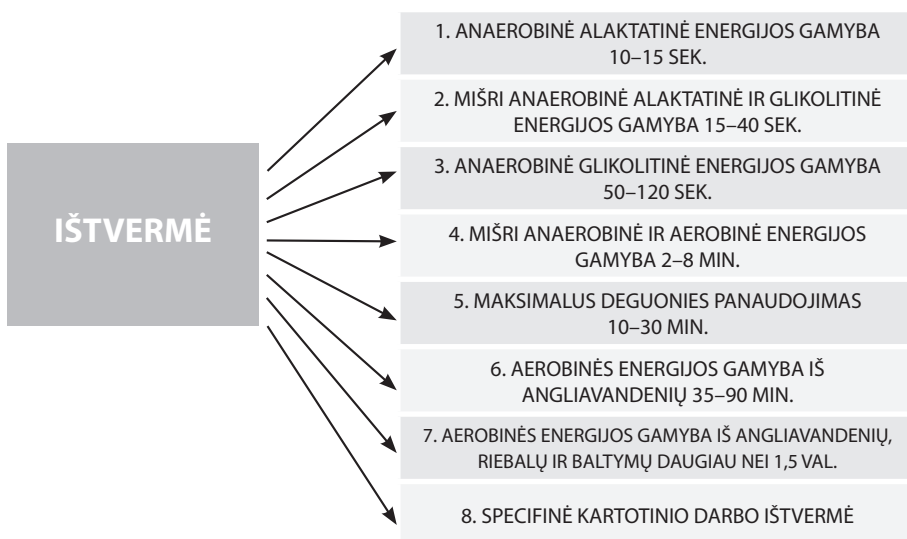 IŠTVERMĖ
1. ANAEROBINĖ ALAKTATINĖ ENERGIJOS GAMYBA
10–15 SEK.
2. MIŠRI ANAEROBINĖ ALAKTATINĖ IR GLIKOLITINĖ
ENERGIJOS GAMYBA 15–40 SEK.
3. ANAEROBINĖ GLIKOLITINĖ ENERGIJOS GAMYBA
50–120 SEK.
4. MIŠRI ANAEROBINĖ IR AEROBINĖ ENERGIJOS
GAMYBA 2–8 MIN.
5. MAKSIMALUS DEGUONIES PANAUDOJIMAS
10–30 MIN.
6. AEROBINĖS ENERGIJOS GAMYBA IŠ
ANGLIAVANDENIŲ 35–90 MIN.
7. AEROBINĖS ENERGIJOS GAMYBA IŠ ANGLIAVANDENIŲ,
RIEBALŲ IR BALTYMŲ DAUGIAU NEI 1,5 VAL.
8. SPECIFINĖ KARTOTINIO DARBO IŠTVERMĖ